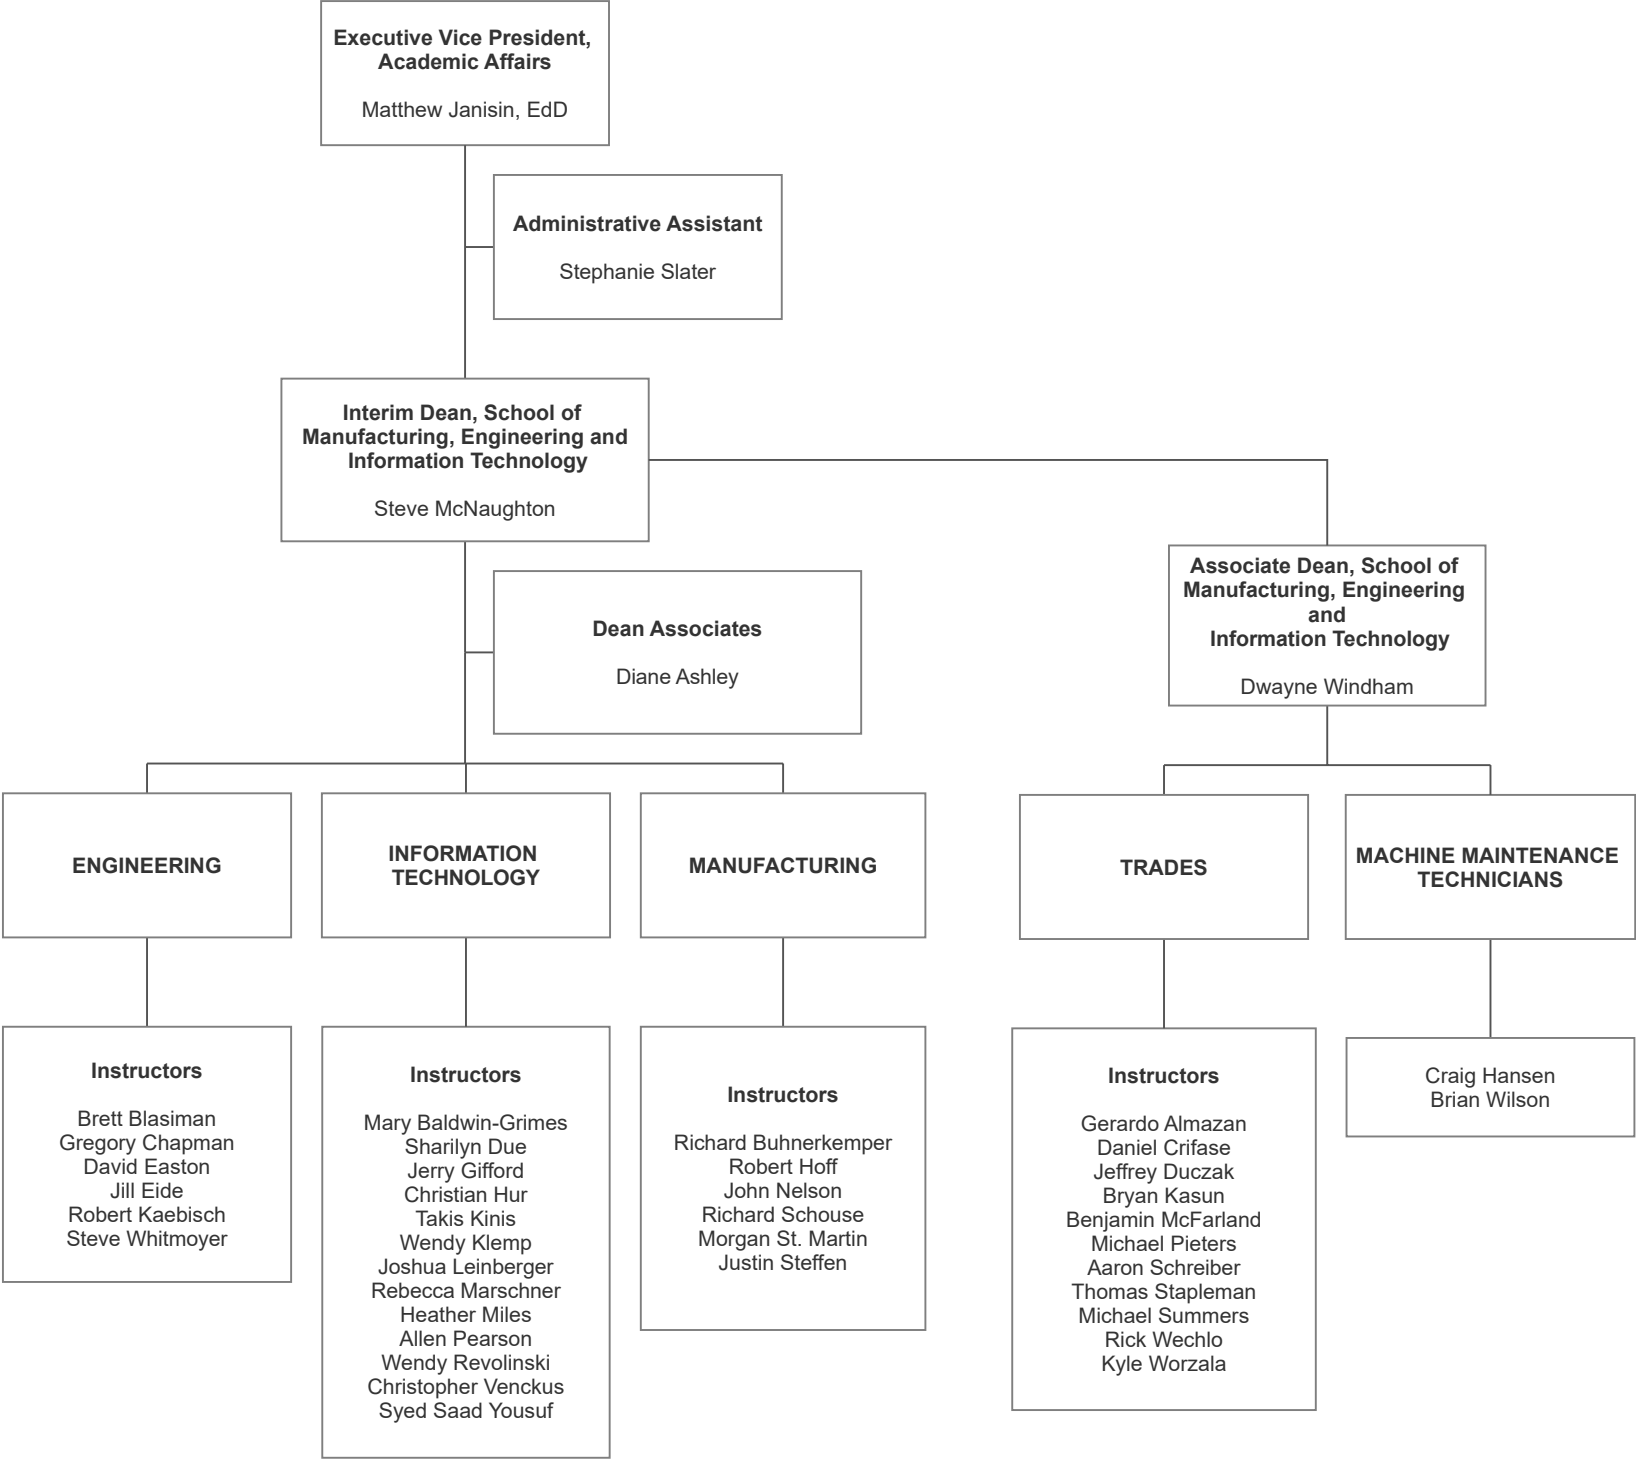 Executive Vice President,
Academic Affairs
Matthew Janisin, EdD
Administrative Assistant
Stephanie Slater
Interim Dean, School of
Manufacturing, Engineering and
Information Technology
Steve McNaughton
Associate Dean, School of
Manufacturing, Engineering
and
Information Technology
Dwayne Windham
Dean Associates
Diane Ashley
ENGINEERING
INFORMATION
TECHNOLOGY
MANUFACTURING
TRADES
MACHINE MAINTENANCE
TECHNICIANS
Instructors
Brett Blasiman
Gregory Chapman
David Easton
Jill Eide
Robert Kaebisch
Steve Whitmoyer
Instructors
Mary Baldwin-Grimes
Sharilyn Due
Jerry Gifford
Christian Hur
Takis Kinis
Wendy Klemp
Joshua Leinberger
Rebecca Marschner
Heather Miles
Allen Pearson
Wendy Revolinski
Christopher Venckus
Syed Saad Yousuf
Instructors
Richard Buhnerkemper
Robert Hoff
John Nelson
Richard Schouse
Morgan St. Martin
Justin Steffen
Instructors
Gerardo Almazan
Daniel Crifase
Jeffrey Duczak
Bryan Kasun
Benjamin McFarland
Michael Pieters
Aaron Schreiber
Thomas Stapleman
Michael Summers
Rick Wechlo
Kyle Worzala
Craig Hansen
Brian Wilson